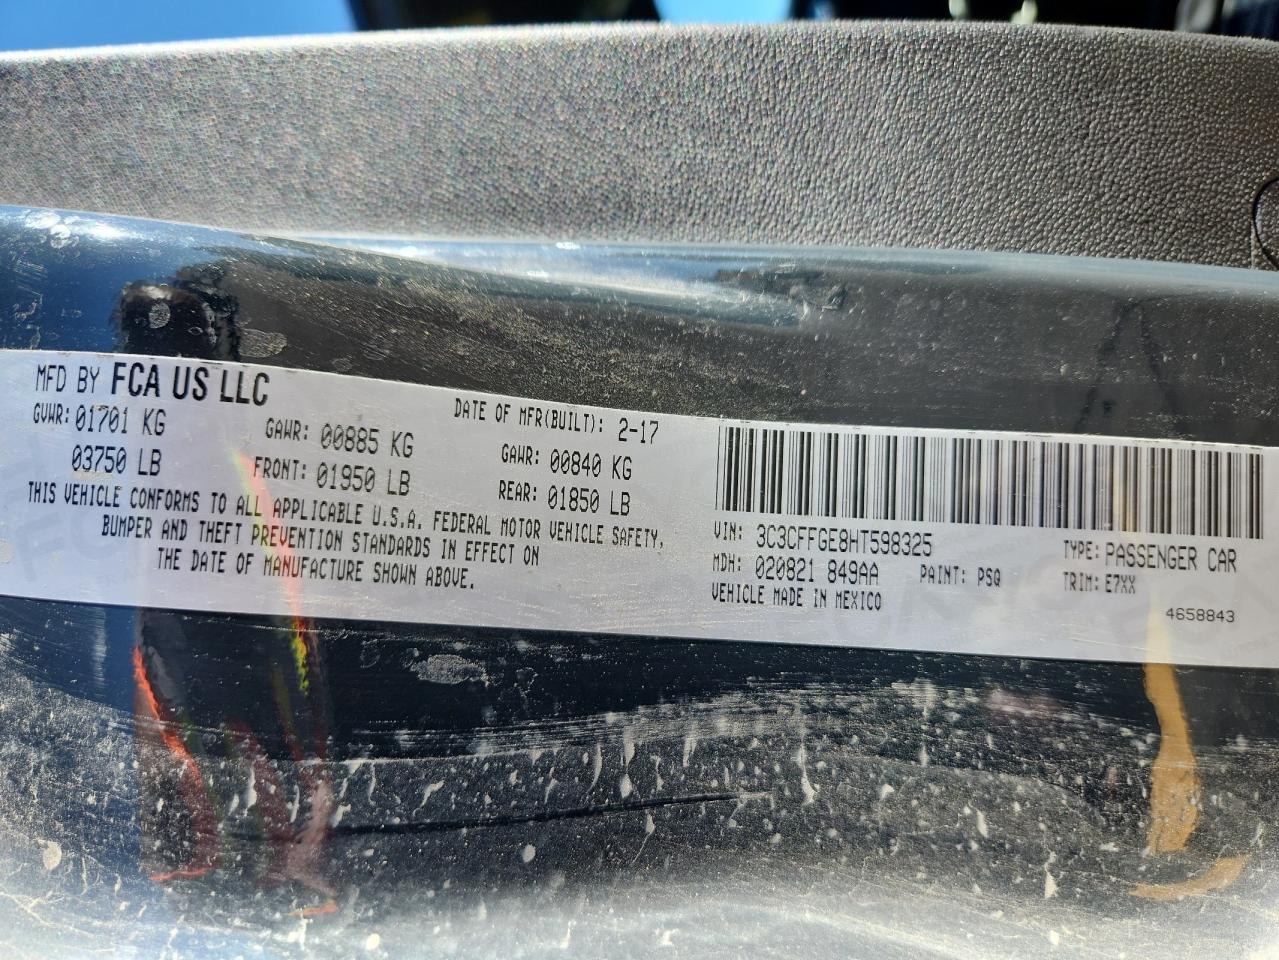 MFD BY FCA US LLC
DATE OF MFR(BUILT): 2-17
GVWR: 01701 KG
GAWR: 00885 KG
GAWR: 00840 KG
03750 LB
FRONT: 01950 LB
REAR: 01850 LB
THIS VEHICLE CONFORMS TO ALL APPLICABLE U.S.A. FEDERAL MOTOR VEHICLE SAFETY,
BUMPER AND THEFT PREVENTION STANDARDS IN EFFECT ON
THE DATE OF MANUFACTURE SHOWN ABOVE.
VIN: 3C3CFFGE8HT598325
TYPE: PASSENGER CAR
MDH: 020821 849AA
PAINT: PSQ
TRIM: E7XX
VEHICLE MADE IN MEXICO
4658843